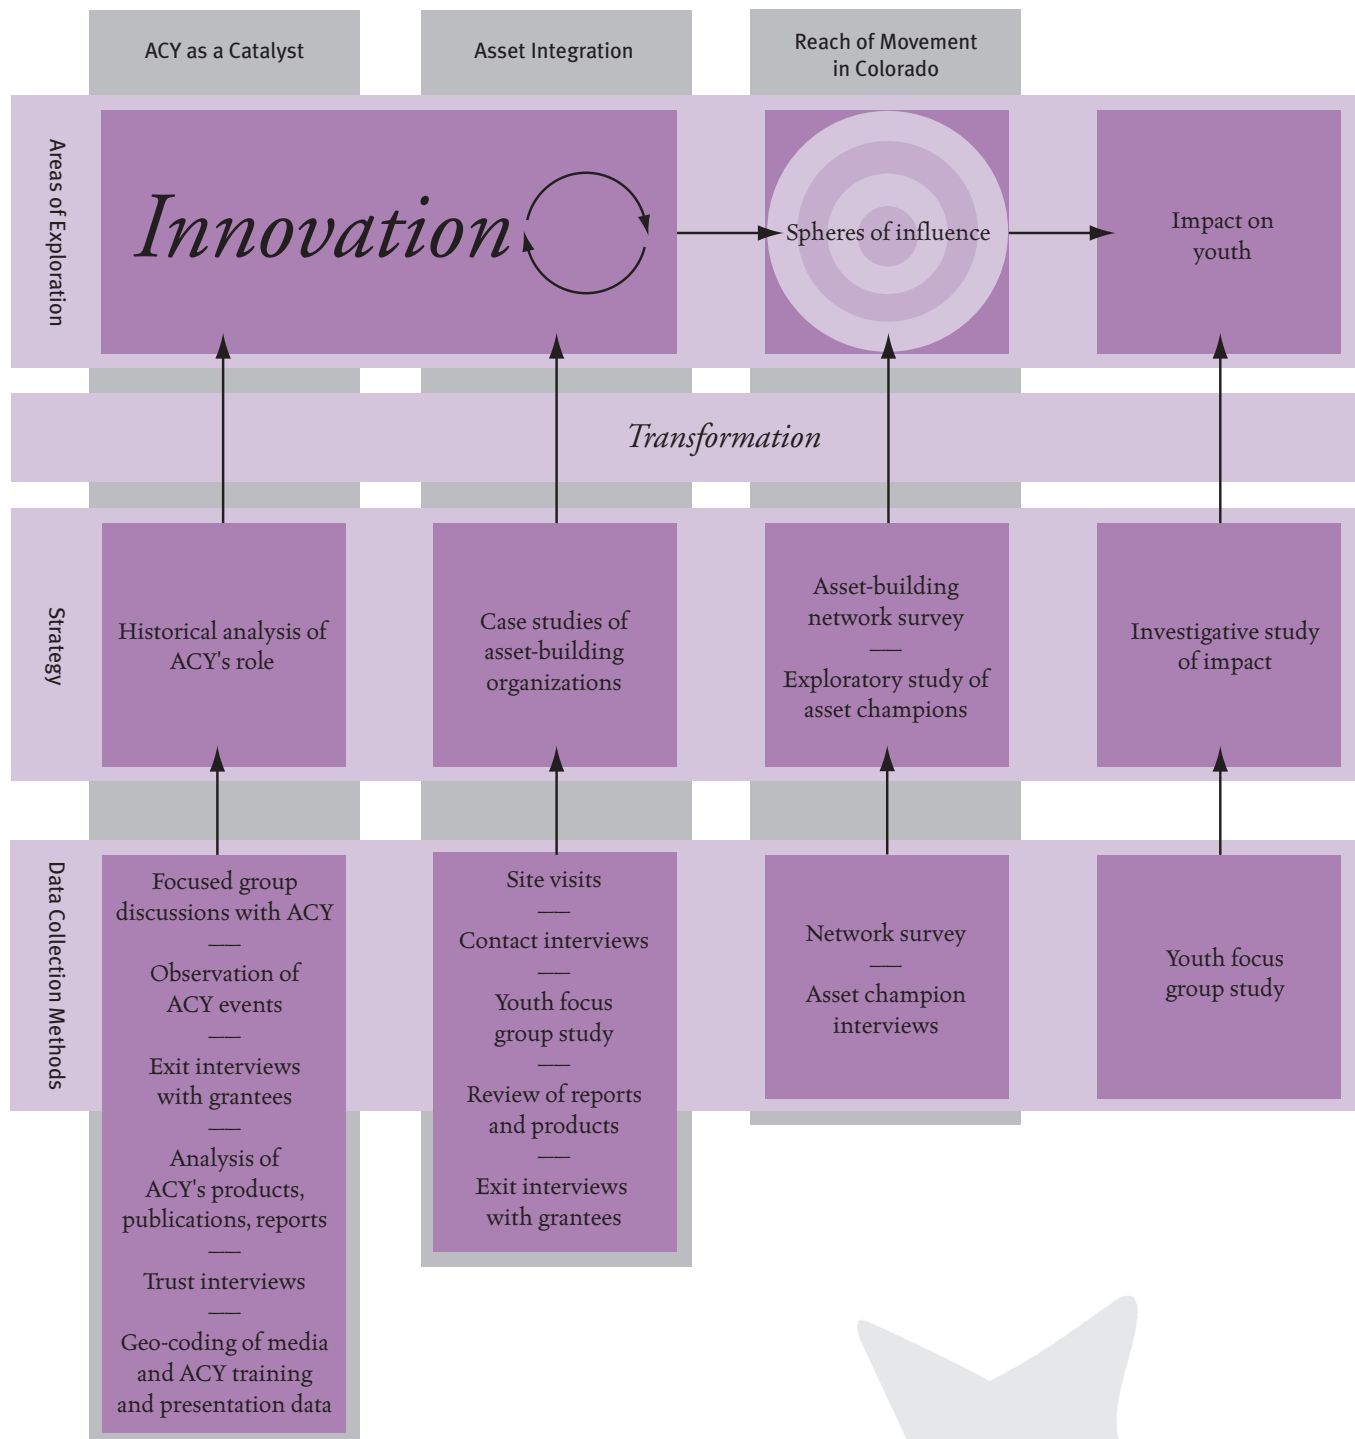 ACY as a Catalyst
Asset Integration
Reach of Movement
in Colorado
Areas of Exploration
Innovation
Spheres of influence
Impact on
youth
Transformation
Strategy
Historical analysis of
ACY's role
Case studies of
asset-building
organizations
Asset-building
network survey
Exploratory study of
asset champions
Investigative study
of impact
Data Collection Methods
Focused group
discussions with ACY
Observation of
ACY events
Exit interviews
with grantees
Analysis of
ACY's products,
publications, reports
Trust interviews
Geo-coding of media
and ACY training
and presentation data
Site visits
Contact interviews
Youth focus
group study
Review of reports
and products
Exit interviews
with grantees
Network survey
Asset champion
interviews
Youth focus
group study